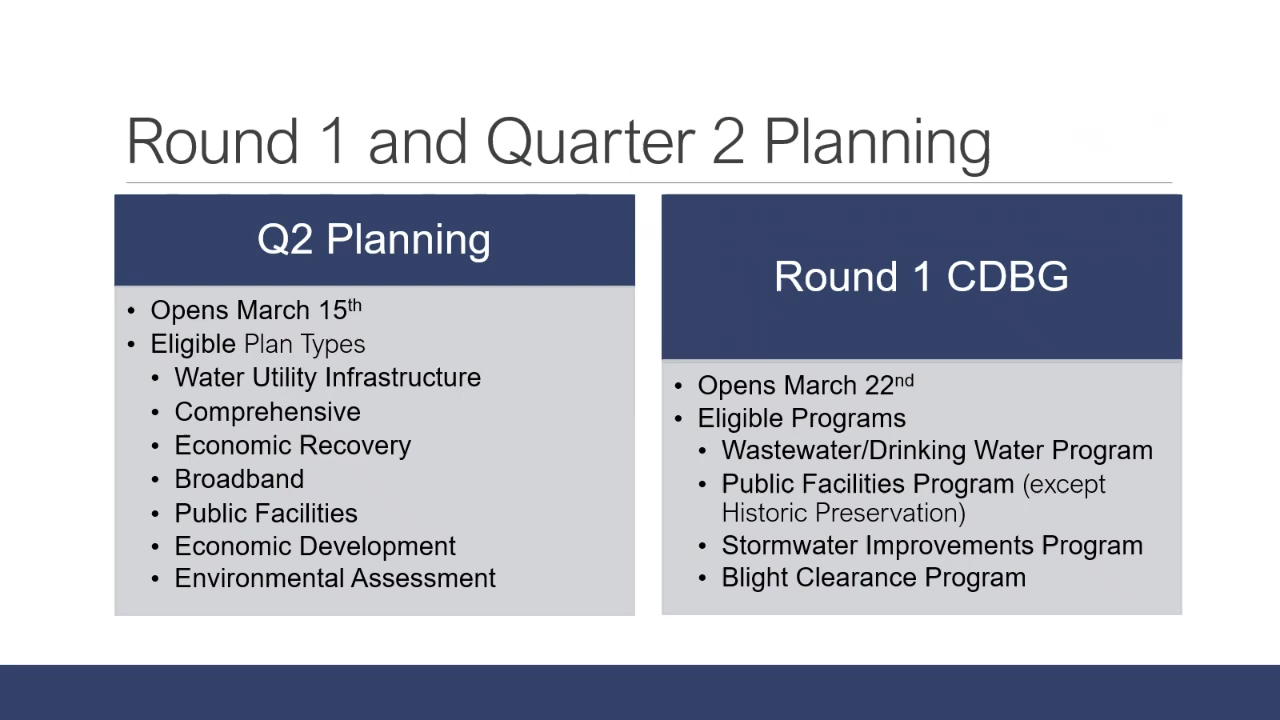 Round 1 and Quarter 2 Planning
Q2 Planning
• Opens March 15th
• Eligible Plan Types
• Water Utility Infrastructure
• Comprehensive
• Economic Recovery
• Broadband
• Public Facilities
• Economic Development
• Environmental Assessment
Round 1 CDBG
• Opens March 22nd
• Eligible Programs
• Wastewater/Drinking Water Program
• Public Facilities Program (except
Historic Preservation)
• Stormwater Improvements Program
• Blight Clearance Program